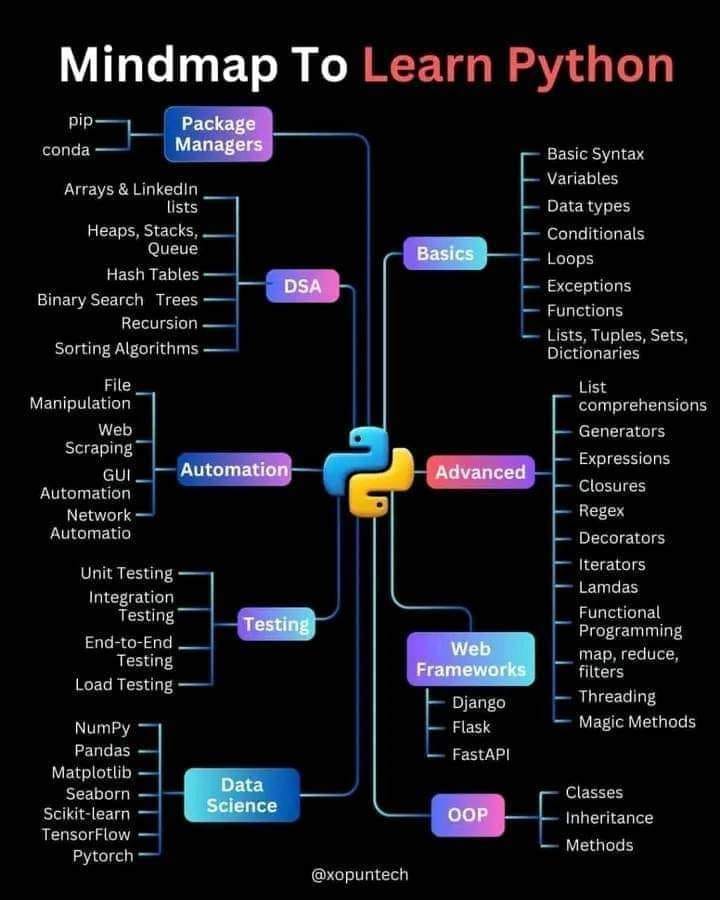 Mindmap To Learn Python
pip
conda
Package
Managers
Arrays & LinkedIn
lists
Heaps, Stacks,
Queue
Hash Tables
Binary Search Trees
Recursion
Sorting Algorithms
DSA
Basics
Basic Syntax
Variables
Data types
Conditionals
Loops
Exceptions
Functions
Lists, Tuples, Sets,
Dictionaries
File
Manipulation
Web
Scraping
GUI
Automation
Network
Automatio
Automation
Advanced
List
comprehensions
Generators
Expressions
Closures
Regex
Decorators
Iterators
Lamdas
Functional
Programming
map, reduce,
filters
Threading
Magic Methods
Unit Testing
Integration
Testing
End-to-End
Testing
Load Testing
Testing
Web
Frameworks
Django
Flask
FastAPI
NumPy
Pandas
Matplotlib
Seaborn
Scikit-learn
TensorFlow
Pytorch
Data
Science
OOP
Classes
Inheritance
Methods
@xopuntech